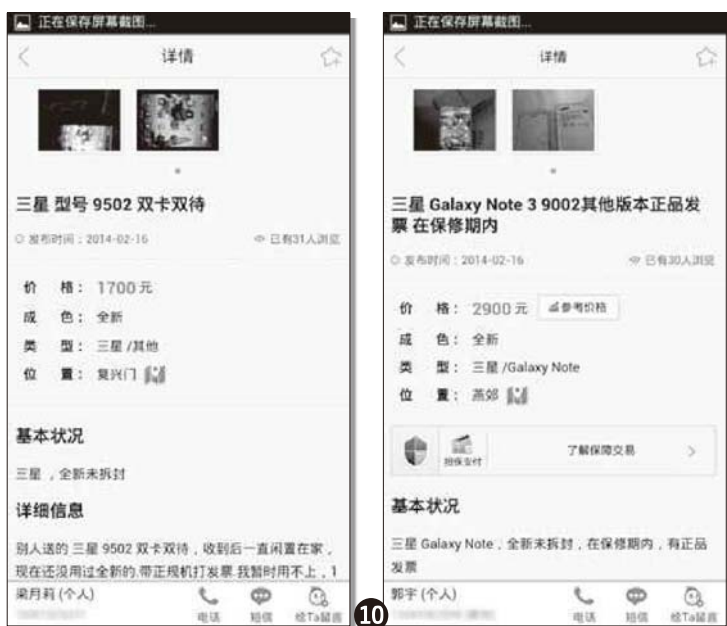 正在保存屏幕截图...
详情
三星 型号 9502 双卡双待
发布时间：2014-02-16
已有31人浏览
价 格：1700 元
成 色：全新
类 型：三星 /其他
位 置：复兴门
基本状况
三星 ，全新未拆封
详细信息
别人送的 三星 9502 双卡双待，收到后一直闲置在家，
现在还没用过全新的.带正规机打发票.我暂时用不上，1
梁月莉 (个人)
电话 短信 给Ta留言
正在保存屏幕截图...
详情
三星 Galaxy Note 3 9002其他版本正品发
票 在保修期内
发布时间：2014-02-16
已有30人浏览
价 格：2900 元 参考价格
成 色：全新
类 型：三星 /Galaxy Note
位 置：燕郊
担保支付
了解保障交易
基本状况
三星 Galaxy Note，全新未拆封，在保修期内，有正品
发票
郭宇 (个人)
电话 短信 给Ta留言
10